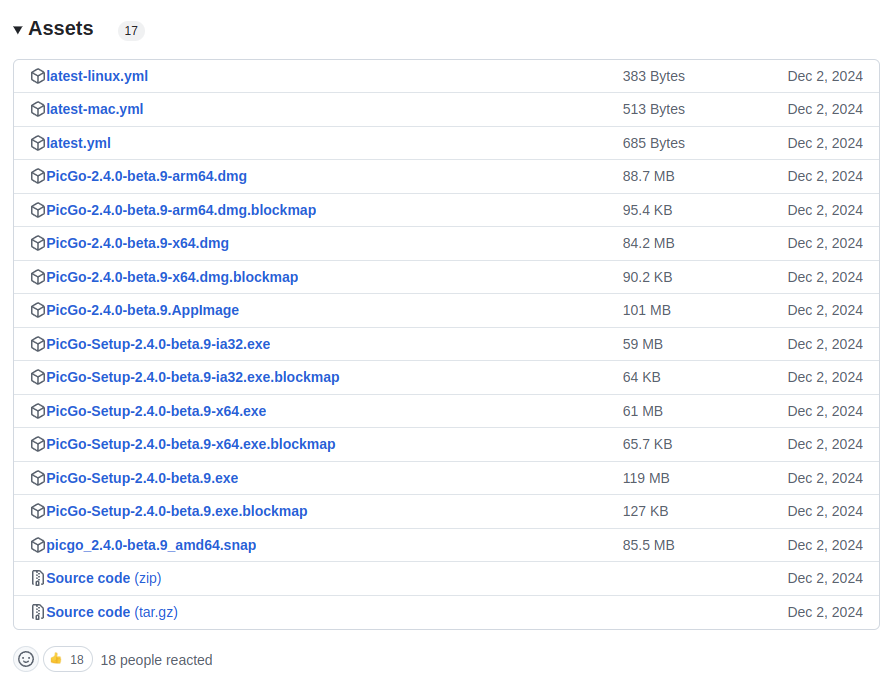 Assets 17
latest-linux.yml 383 Bytes Dec 2, 2024
latest-mac.yml 513 Bytes Dec 2, 2024
latest.yml 685 Bytes Dec 2, 2024
PicGo-2.4.0-beta.9-arm64.dmg 88.7 MB Dec 2, 2024
PicGo-2.4.0-beta.9-arm64.dmg.blockmap 95.4 KB Dec 2, 2024
PicGo-2.4.0-beta.9-x64.dmg 84.2 MB Dec 2, 2024
PicGo-2.4.0-beta.9-x64.dmg.blockmap 90.2 KB Dec 2, 2024
PicGo-2.4.0-beta.9.AppImage 101 MB Dec 2, 2024
PicGo-Setup-2.4.0-beta.9-ia32.exe 59 MB Dec 2, 2024
PicGo-Setup-2.4.0-beta.9-ia32.exe.blockmap 64 KB Dec 2, 2024
PicGo-Setup-2.4.0-beta.9-x64.exe 61 MB Dec 2, 2024
PicGo-Setup-2.4.0-beta.9-x64.exe.blockmap 65.7 KB Dec 2, 2024
PicGo-Setup-2.4.0-beta.9.exe 119 MB Dec 2, 2024
PicGo-Setup-2.4.0-beta.9.exe.blockmap 127 KB Dec 2, 2024
picgo_2.4.0-beta.9_amd64.snap 85.5 MB Dec 2, 2024
Source code (zip) Dec 2, 2024
Source code (tar.gz) Dec 2, 2024
18 18 people reacted